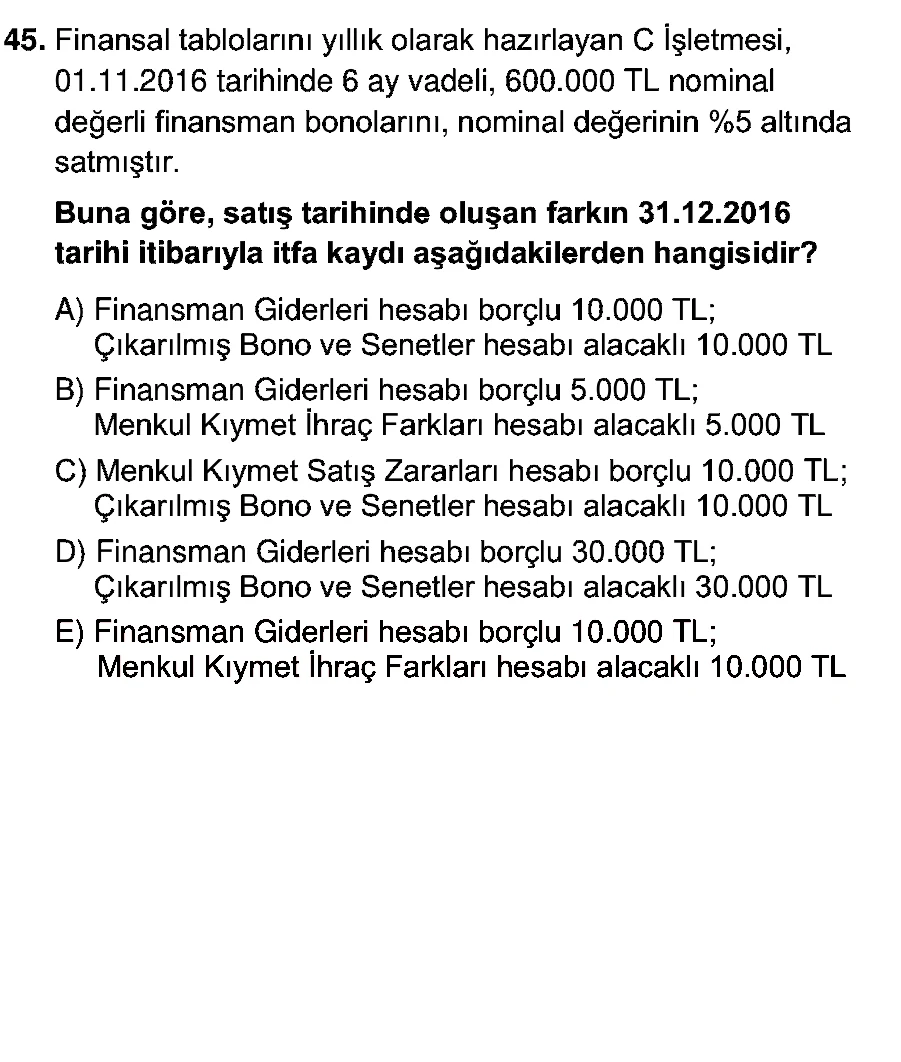 45. Finansal tablolarını yıllık olarak hazırlayan C İşletmesi,
01.11.2016 tarihinde 6 ay vadeli, 600.000 TL nominal
değerli finansman bonolarını, nominal değerinin %5 altında
satmıştır.
Buna göre, satış tarihinde oluşan farkın 31.12.2016
tarihi itibarıyla itfa kaydı aşağıdakilerden hangisidir?
A) Finansman Giderleri hesabı borçlu 10.000 TL;
Çıkarılmış Bono ve Senetler hesabı alacaklı 10.000 TL
B) Finansman Giderleri hesabı borçlu 5.000 TL;
Menkul Kıymet İhraç Farkları hesabı alacaklı 5.000 TL
C) Menkul Kıymet Satış Zararları hesabı borçlu 10.000 TL;
Çıkarılmış Bono ve Senetler hesabı alacaklı 10.000 TL
D) Finansman Giderleri hesabı borçlu 30.000 TL;
Çıkarılmış Bono ve Senetler hesabı alacaklı 30.000 TL
E) Finansman Giderleri hesabı borçlu 10.000 TL;
Menkul Kıymet İhraç Farkları hesabı alacaklı 10.000 TL